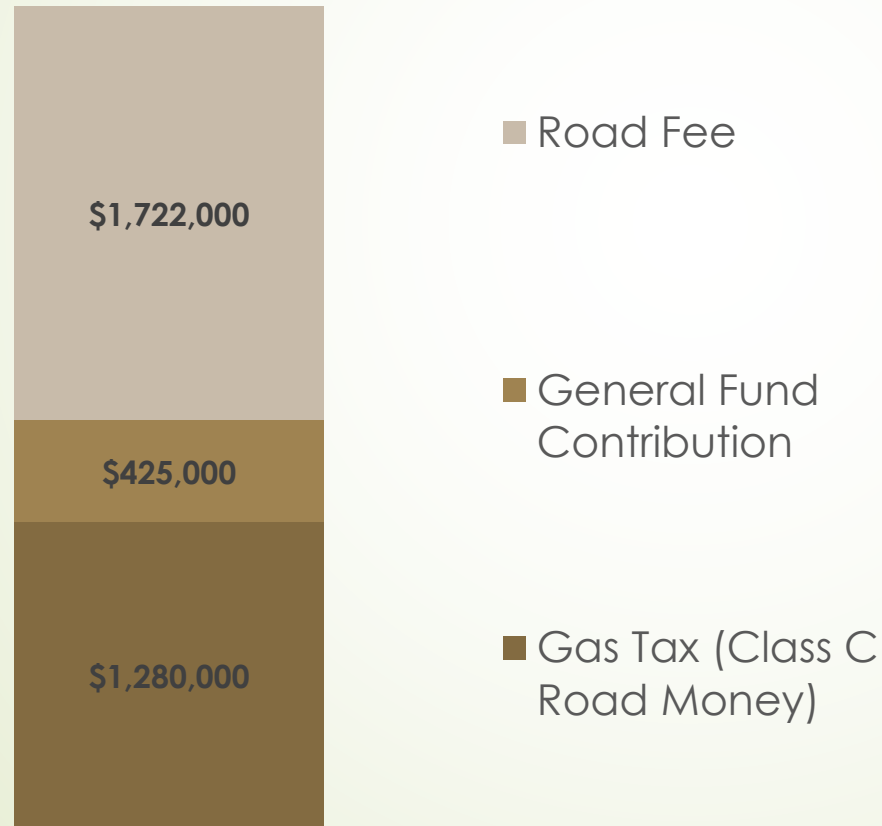 $1,722,000
Road Fee
General Fund
Contribution
$425,000
Gas Tax (Class C
Road Money)
$1,280,000